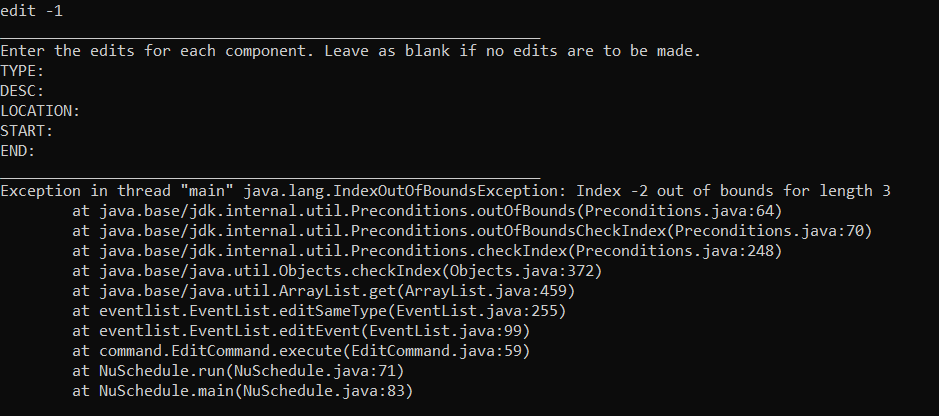 edit -1
____________________________________________________________
Enter the edits for each component. Leave as blank if no edits are to be made.
TYPE:
DESC:
LOCATION:
START:
END:
____________________________________________________________
Exception in thread "main" java.lang.IndexOutOfBoundsException: Index -2 out of bounds for length 3
        at java.base/jdk.internal.util.Preconditions.outOfBounds(Preconditions.java:64)
        at java.base/jdk.internal.util.Preconditions.outOfBoundsCheckIndex(Preconditions.java:70)
        at java.base/jdk.internal.util.Preconditions.checkIndex(Preconditions.java:248)
        at java.base/java.util.Objects.checkIndex(Objects.java:372)
        at java.base/java.util.ArrayList.get(ArrayList.java:459)
        at eventlist.EventList.editSameType(EventList.java:255)
        at eventlist.EventList.editEvent(EventList.java:99)
        at command.EditCommand.execute(EditCommand.java:59)
        at NuSchedule.run(NuSchedule.java:71)
        at NuSchedule.main(NuSchedule.java:83)